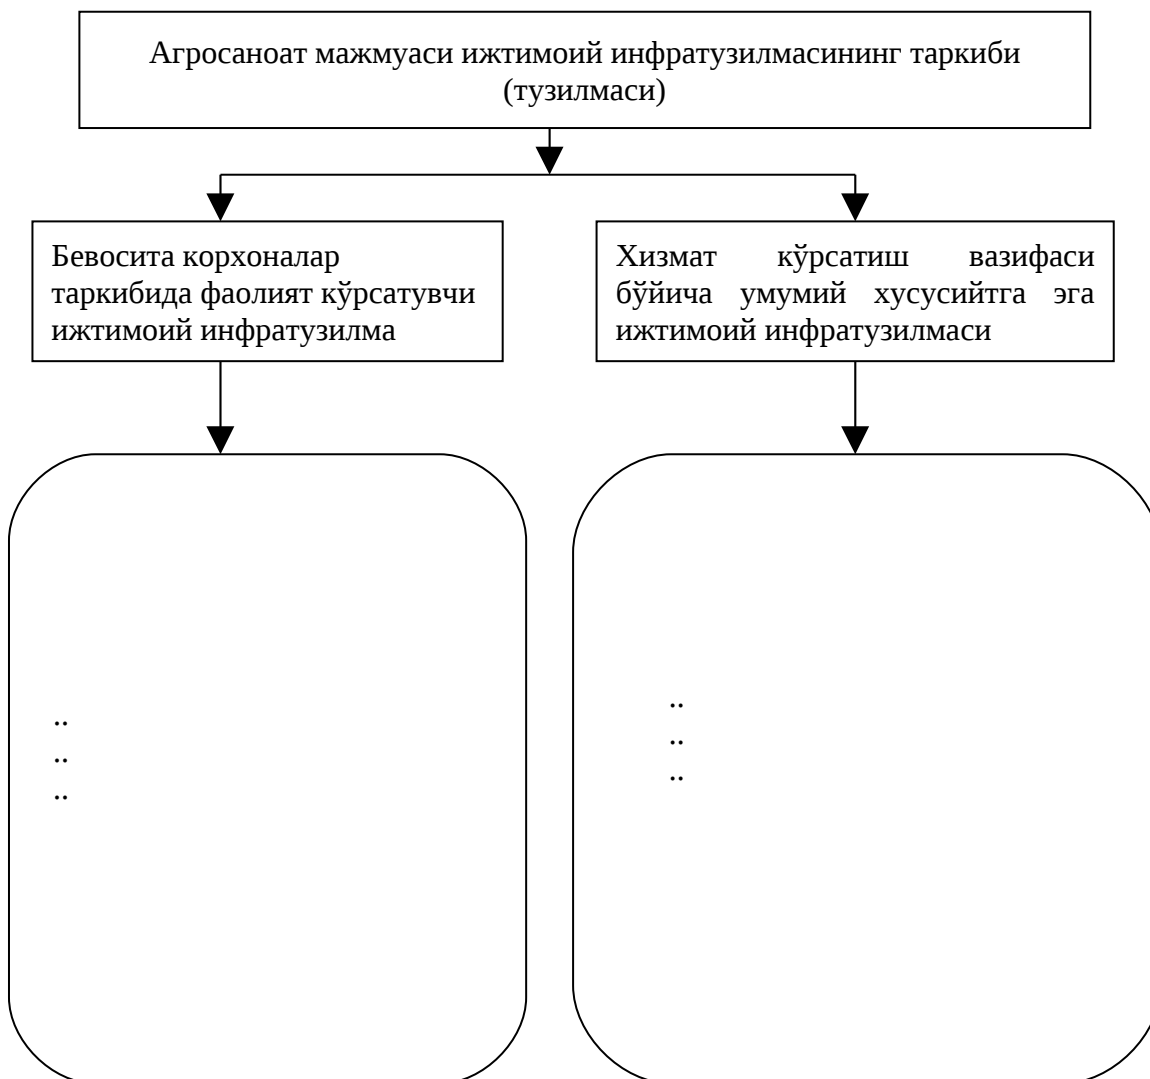 Агросаноат мажмуаси ижтимоий инфратузилмасининг таркиби
(тузилмаси)
Бевосита корхоналар
таркибида фаолият кўрсатувчи
ижтимоий инфратузилма
Хизмат кўрсатиш вазифаси
бўйича умумий хусусийтга эга
ижтимоий инфратузилмаси
..
..
..
..
..
..